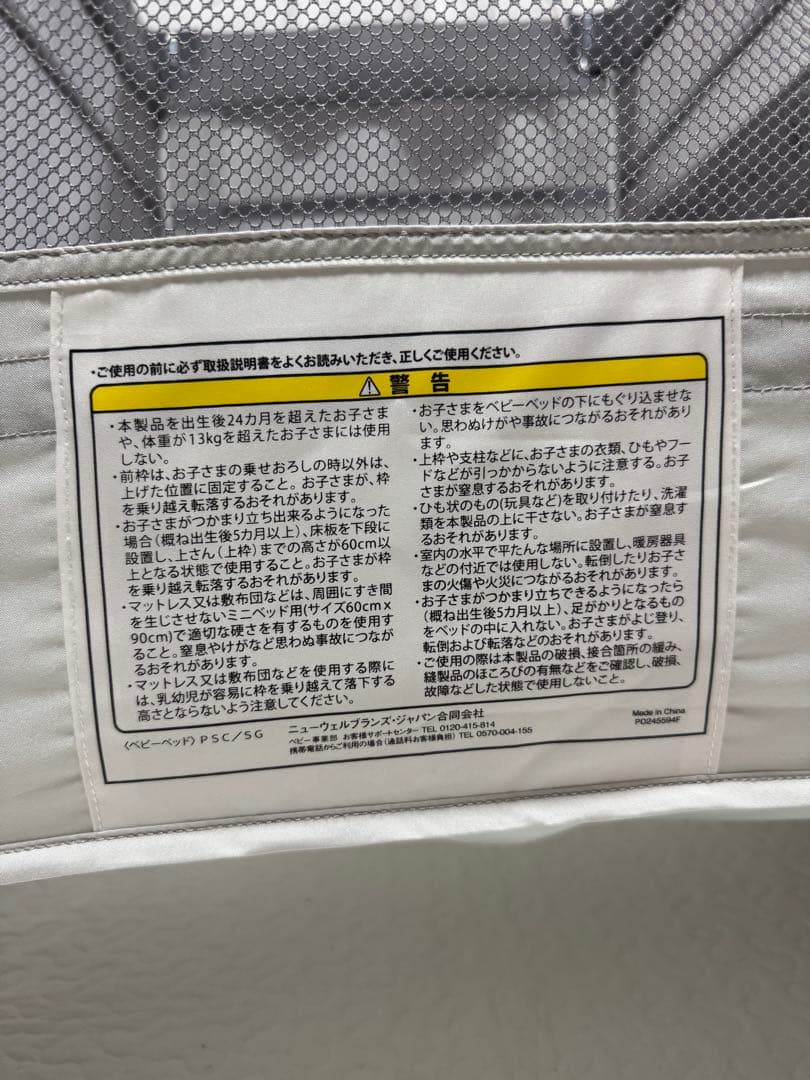 ・ご使用の前に必ず取扱説明書をよくお読みいただき、正しくご使用ください。
⚠ 警告
・本製品を出生後24カ月を超えたお子さま
や、体重が13kgを超えたお子さまには使用
しない。
・前枠は、お子さまの乗せおろしの時以外は、
上げた位置に固定すること。お子さまが、枠
を乗り越え転落するおそれがあります。
・お子さまがつかまり立ち出来るようになった
場合(概ね出生後5カ月以上)、床板を下段に
設置し、上さん(上枠)までの高さが60cm以
上となる状態で使用すること。お子さまが枠
を乗り越え転落するおそれがあります。
・マットレス又は敷布団などは、周囲にすき間
を生じさせないミニベッド用(サイズ60cm×
90cm)で適切な硬さを有するものを使用す
ること。窒息やけがなど思わぬ事故につなが
るおそれがあります。
・マットレス又は敷布団などを使用する際に
は、乳幼児が容易に枠を乗り越えて落下する
高さとならないよう注意してください。
・お子さまをベビーベッドの下にもぐり込ませな
い。思わぬけがや事故につながるおそれがあり
ます。
・上枠や支柱などに、お子さまの衣類、ひもやフー
ドなどが引っかからないように注意する。お子
さまが窒息するおそれがあります。
・ひも状のもの(玩具など)を取り付けたり、洗濯
類を本製品の上に干さない。お子さまが窒息す
るおそれがあります。
・室内の水平で平たんな場所に設置し、暖房器具
などの付近では使用しない。転倒したりお子さ
まの火傷や火災につながるおそれがあります。
・お子さまがつかまり立ちできるようになったら
(概ね出生後5カ月以上)、足がかりとなるもの
をベッドの中に入れない。お子さまがよじ登り、
転倒および転落などのおそれがあります。
・ご使用の際は本製品の破損、接合箇所の緩み、
縫製品のほころびの有無などをご確認し、破損、
故障などした状態で使用しないこと。
〈ベビーベッド〉PSC/SG
ニューウェルブランズ・ジャパン合同会社
ベビー事業部 お客様サポートセンター TEL 0120-415-814
携帯電話からご利用の場合(通話料お客様負担) TEL 0570-004-155
Made in China
PD245594F